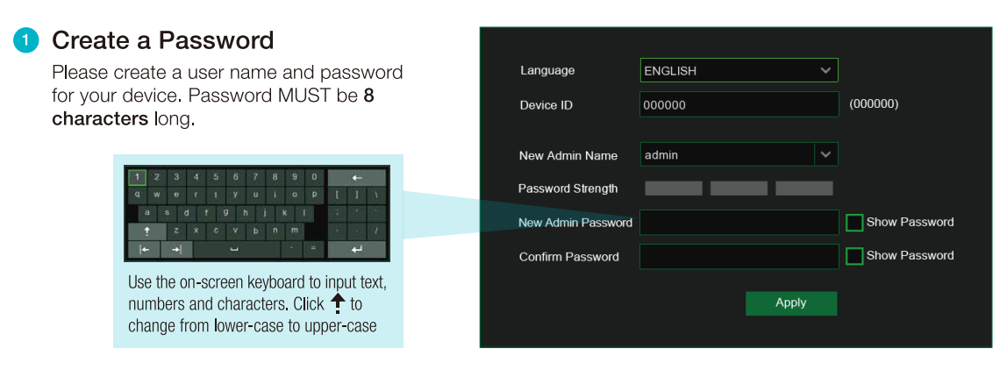 1 Create a Password
Please create a user name and password
for your device. Password MUST be 8
characters long.
1 2 3 4 5 6 7 8 9 0
q w e r t y u i o p [ ] \
a s d f g h j k l ; '
z x c v b n m , . /
- =
Use the on-screen keyboard to input text,
numbers and characters. Click ↑ to
change from lower-case to upper-case
Language ENGLISH
Device ID 000000 (000000)
New Admin Name admin
Password Strength
New Admin Password Show Password
Confirm Password Show Password
Apply